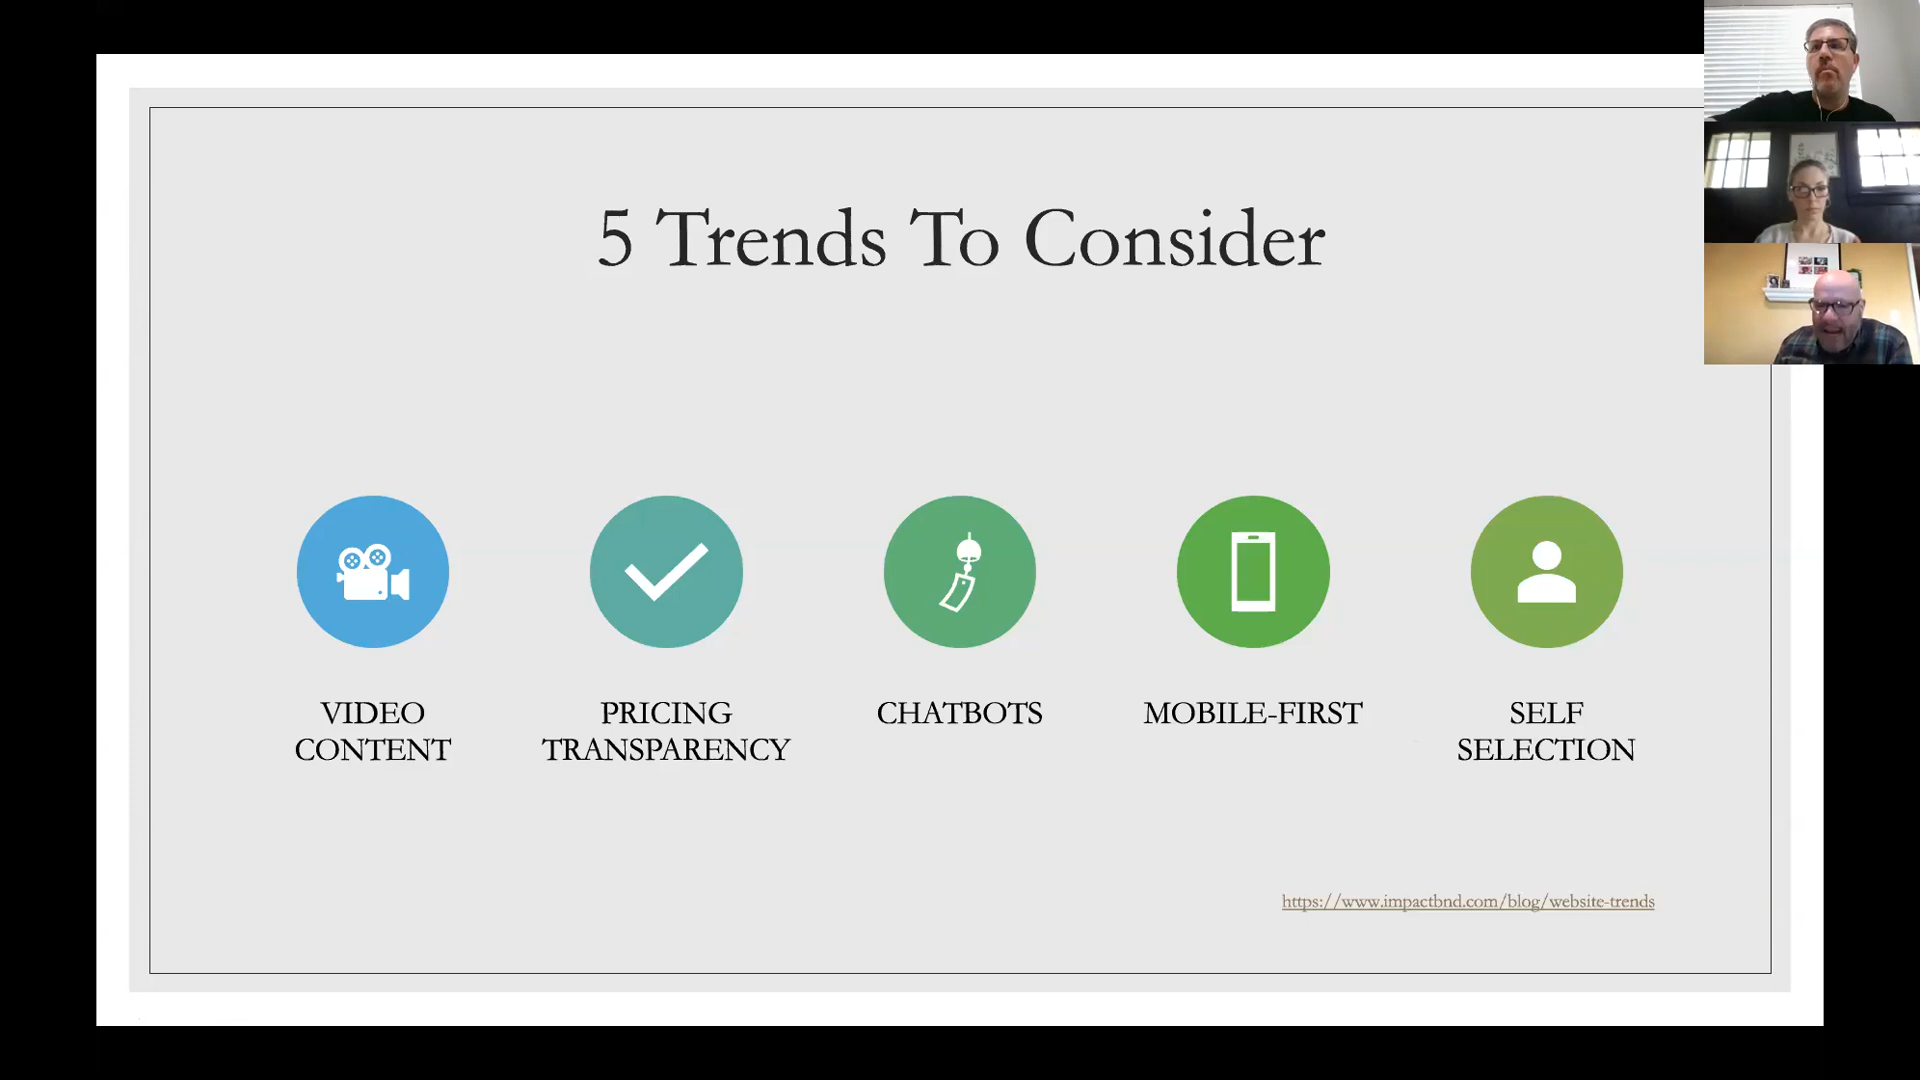 5 Trends To Consider
VIDEO
CONTENT
PRICING
TRANSPARENCY
CHATBOTS
MOBILE-FIRST
SELF
SELECTION
https://www.impactbnd.com/blog/website-trends